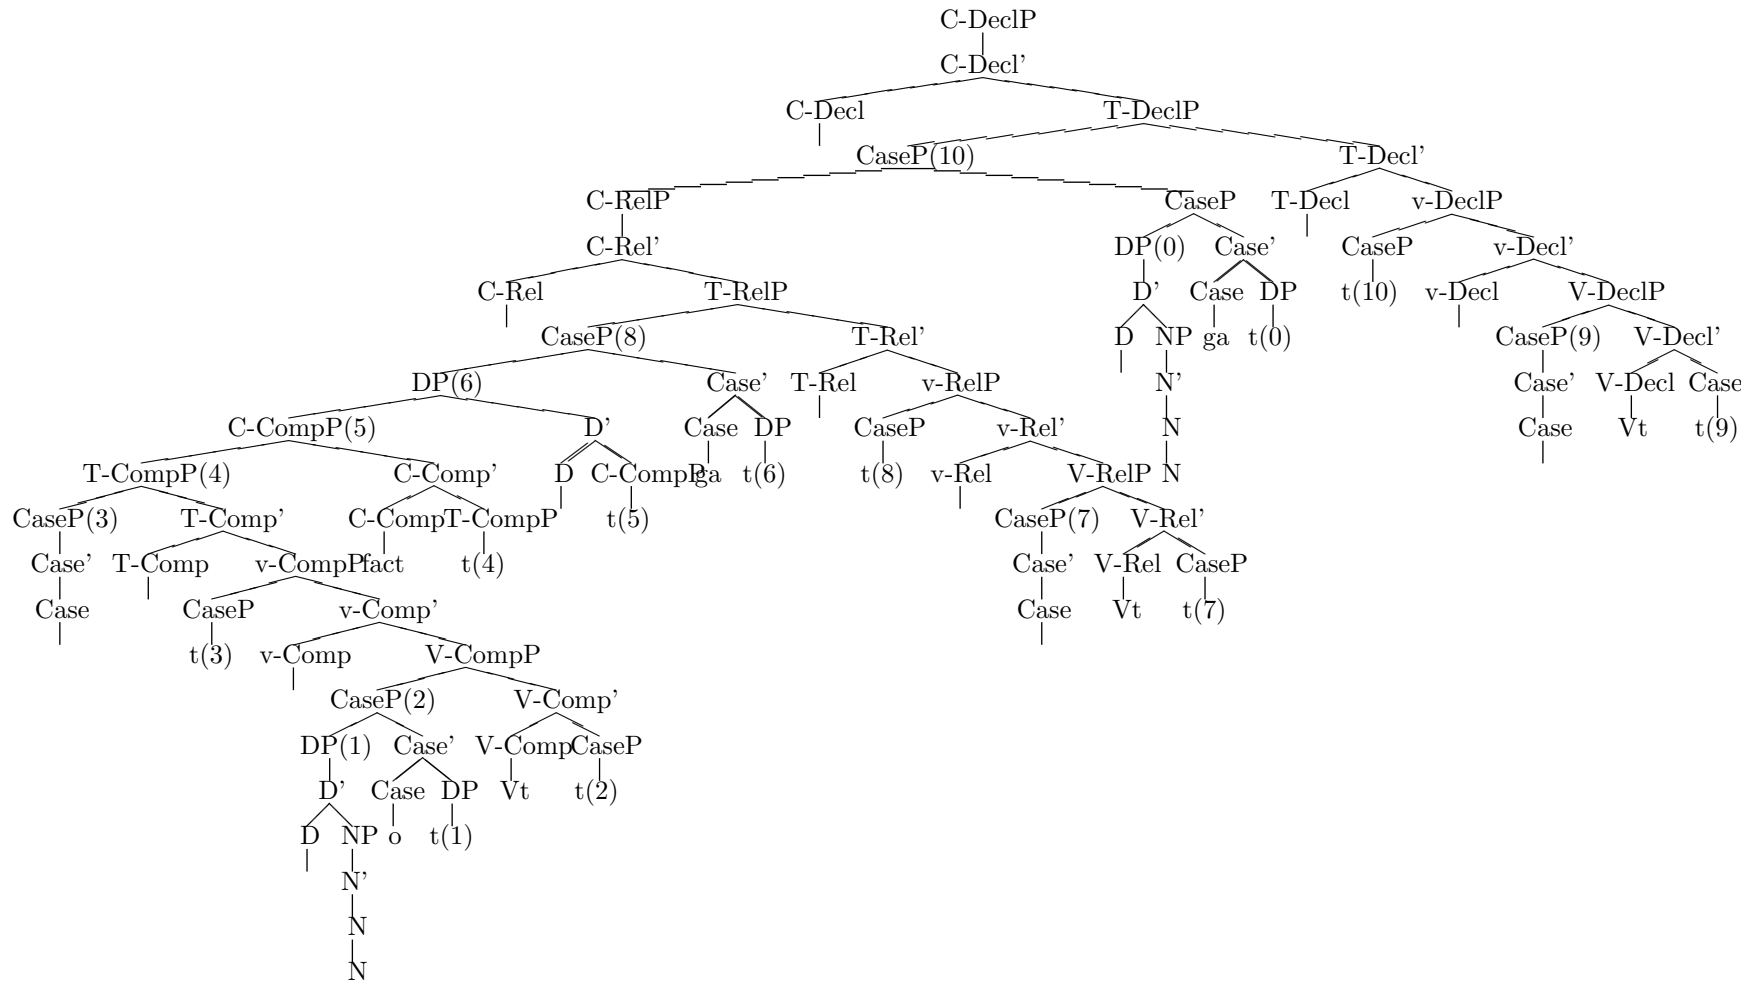 C-DeclP
C-Decl'
C-Decl T-DeclP
CaseP(10) T-Decl'
C-RelP CaseP T-Decl v-DeclP
C-Rel' DP(0) Case' CaseP v-Decl'
C-Rel T-RelP D' Case DP t(10) v-Decl V-DeclP
CaseP(8) T-Rel' D NP ga t(0) CaseP(9) V-Decl'
DP(6) Case' T-Rel v-RelP N' Case' V-Decl Case
C-CompP(5) D' Case DP CaseP v-Rel' N Case Vt t(9)
T-CompP(4) C-Comp' D C-CompP ga t(6) t(8) v-Rel V-RelP N
CaseP(3) T-Comp' C-Comp T-CompP t(5) CaseP(7) V-Rel'
Case' T-Comp v-CompP fact t(4) Case' V-Rel CaseP
Case CaseP v-Comp' Case Vt t(7)
t(3) v-Comp V-CompP
CaseP(2) V-Comp'
DP(1) Case' V-Comp CaseP
D' Case DP Vt t(2)
D NP o t(1)
N'
N
N